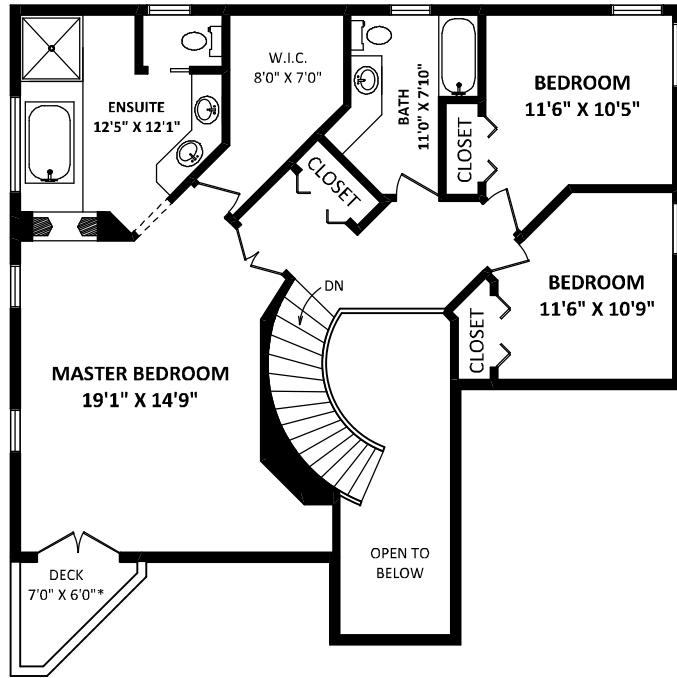 W.I.C.
8'0" X 7'0"
ENSUITE
12'5" X 12'1"
BATH
11'0" X 7'10"
BEDROOM
11'6" X 10'5"
CLOSET
CLOSET
DN
BEDROOM
11'6" X 10'9"
CLOSET
MASTER BEDROOM
19'1" X 14'9"
OPEN TO
BELOW
DECK
7'0" X 6'0"*